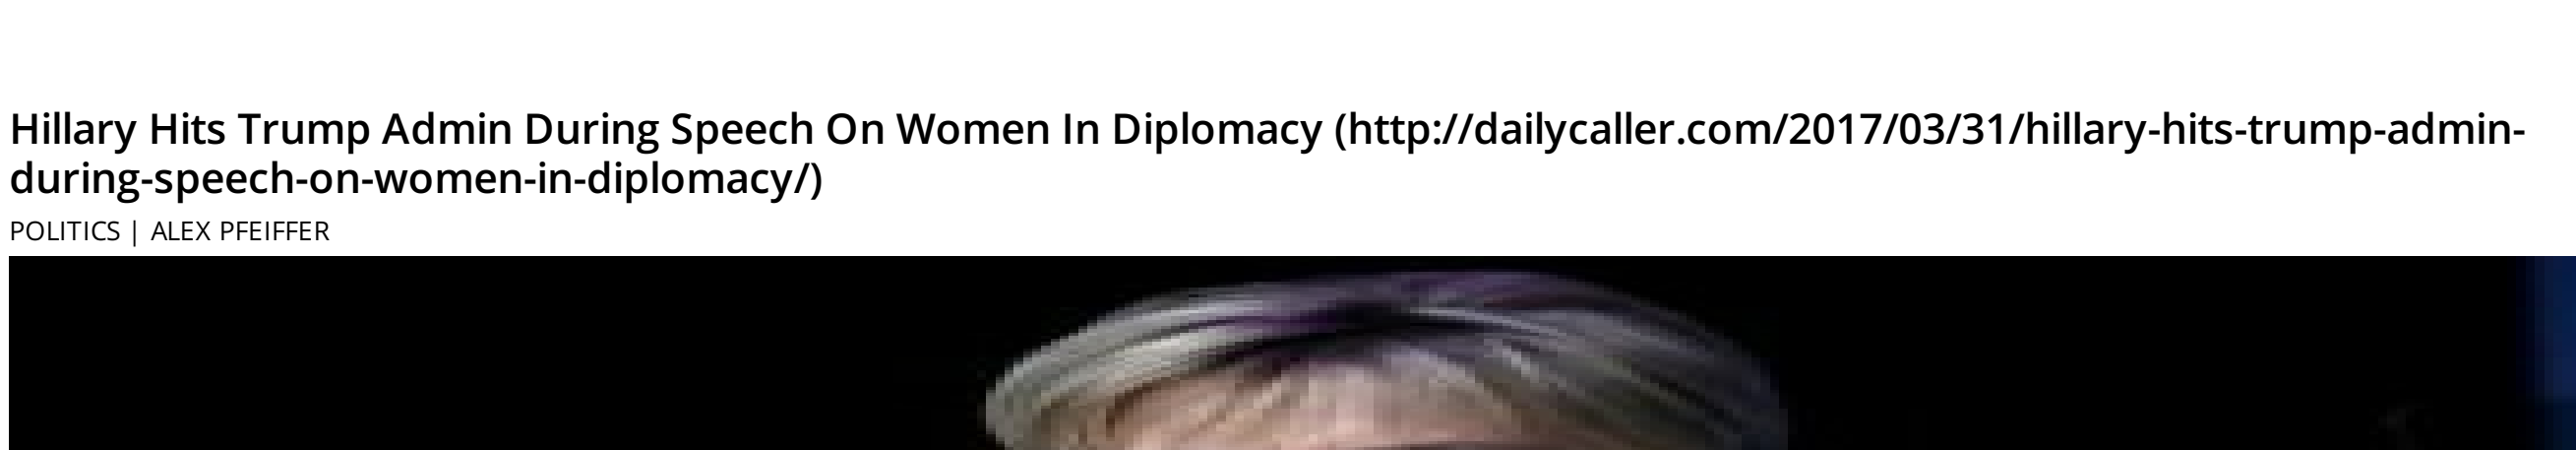 Hillary Hits Trump Admin During Speech On Women In Diplomacy (http://dailycaller.com/2017/03/31/hillary-hits-trump-admin-
during-speech-on-women-in-diplomacy/)
POLITICS | ALEX PFEIFFER